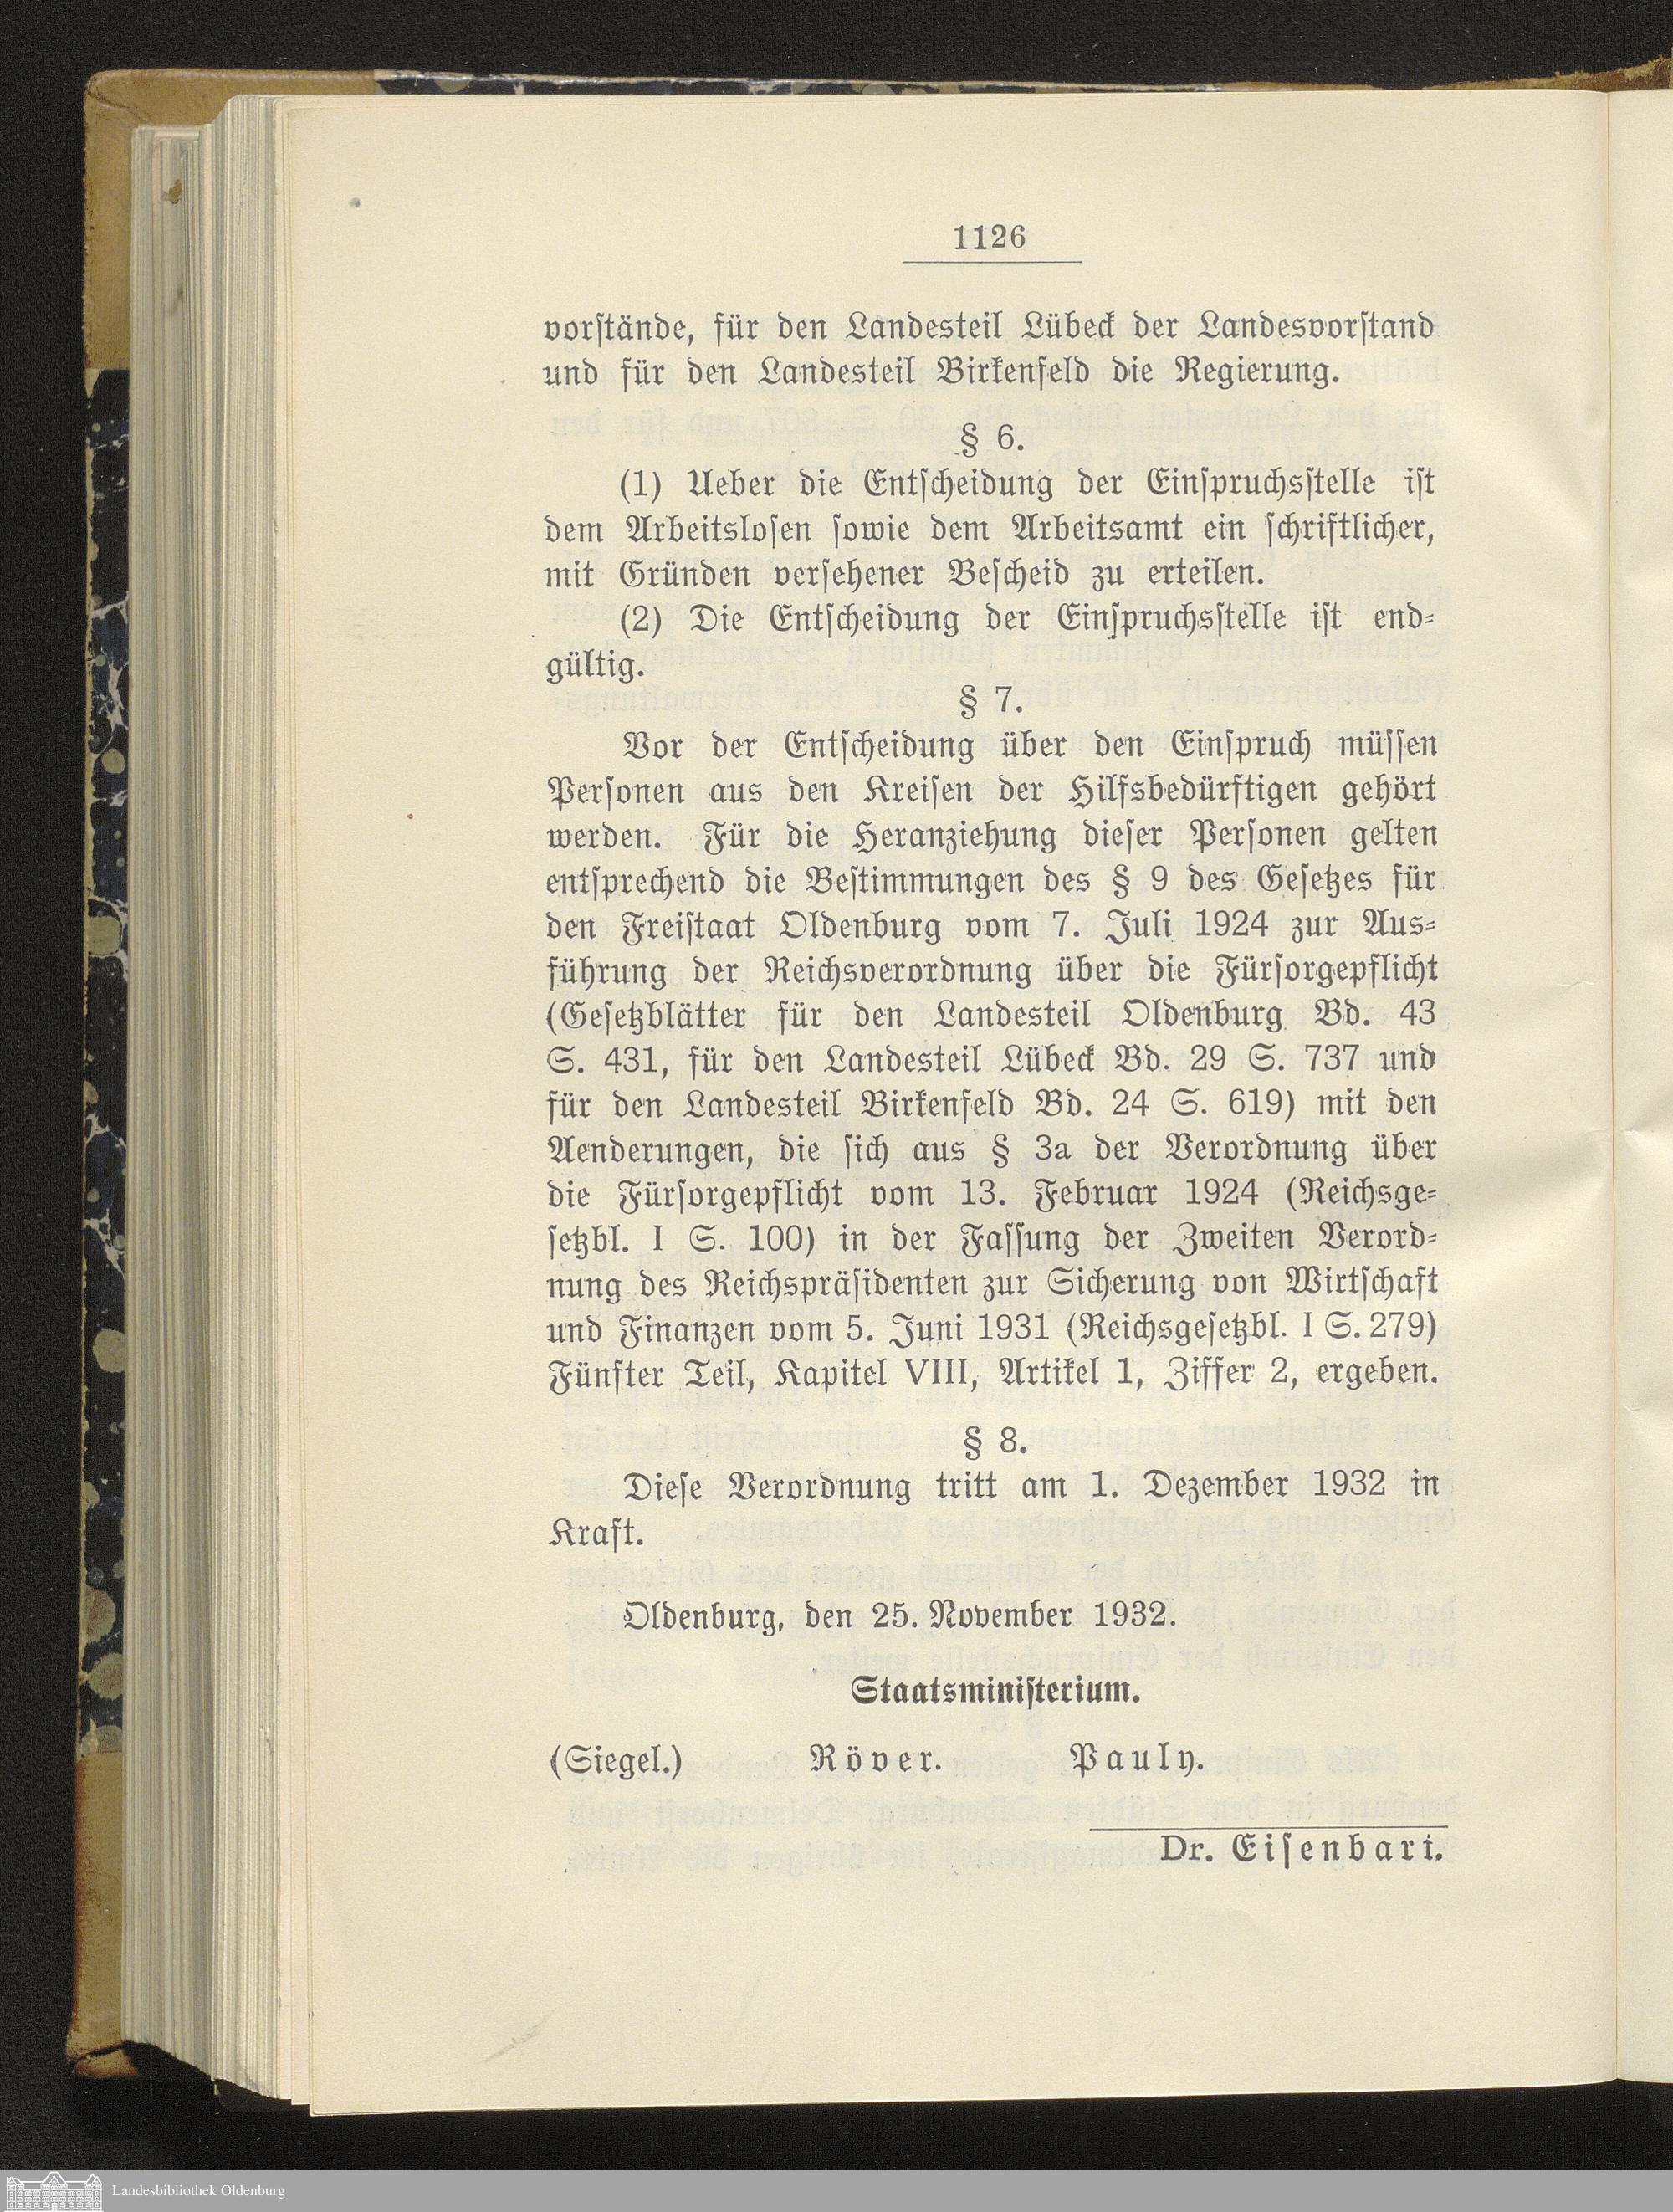 1126
vorstände, für den Landesteil Lübeck der Landesvorstand
und für den Landesteil Birkenfeld die Regierung.
§ 6.
(1) Ueber die Entscheidung der Einspruchsstelle ist
dem Arbeitslosen sowie dem Arbeitsamt ein schriftlicher,
mit Gründen versehener Bescheid zu erteilen.
(2) Die Entscheidung der Einspruchsstelle ist end-
gültig.
§ 7.
Vor der Entscheidung über den Einspruch müssen
Personen aus den Kreisen der Hilfsbedürftigen gehört
werden. Für die Heranziehung dieser Personen gelten
entsprechend die Bestimmungen des § 9 des Gesetzes für
den Freistaat Oldenburg vom 7. Juli 1924 zur Aus-
führung der Reichsverordnung über die Fürsorgepflicht
(Gesetzblätter für den Landesteil Oldenburg Bd. 43
S. 431, für den Landesteil Lübeck Bd. 29 S. 737 und
für den Landesteil Birkenfeld Bd. 24 S. 619) mit den
Aenderungen, die sich aus § 3a der Verordnung über
die Fürsorgepflicht vom 13. Februar 1924 (Reichsge-
setzbl. I S. 100) in der Fassung der Zweiten Verord-
nung des Reichspräsidenten zur Sicherung von Wirtschaft
und Finanzen vom 5. Juni 1931 (Reichsgesetzbl. I S. 279)
Fünfter Teil, Kapitel VIII, Artikel 1, Ziffer 2, ergeben.
§ 8.
Diese Verordnung tritt am 1. Dezember 1932 in
Kraft.
Oldenburg, den 25. November 1932.
Staatsministerium.
(Siegel.) Röver. Pauly.
Dr. Eisenbart.
Landesbibliothek Oldenburg